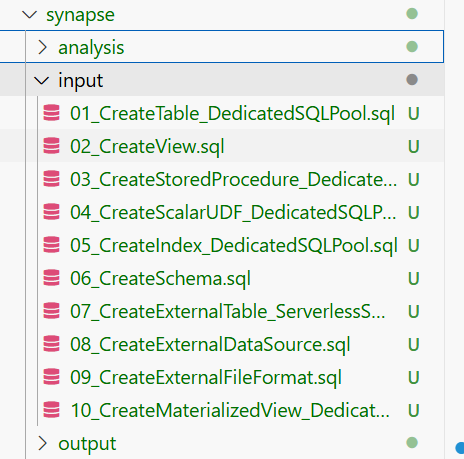 synapse
analysis
input
01_CreateTable_DedicatedSQLPool.sql U
02_CreateView.sql U
03_CreateStoredProcedure_Dedicate... U
04_CreateScalarUDF_DedicatedSQLP... U
05_CreateIndex_DedicatedSQLPool.sql U
06_CreateSchema.sql U
07_CreateExternalTable_ServerlessS... U
08_CreateExternalDataSource.sql U
09_CreateExternalFileFormat.sql U
10_CreateMaterializedView_Dedicat... U
output